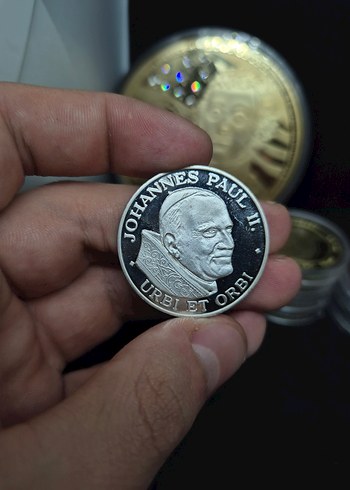 JOHANNES PAUL II.
URBI ET ORBI